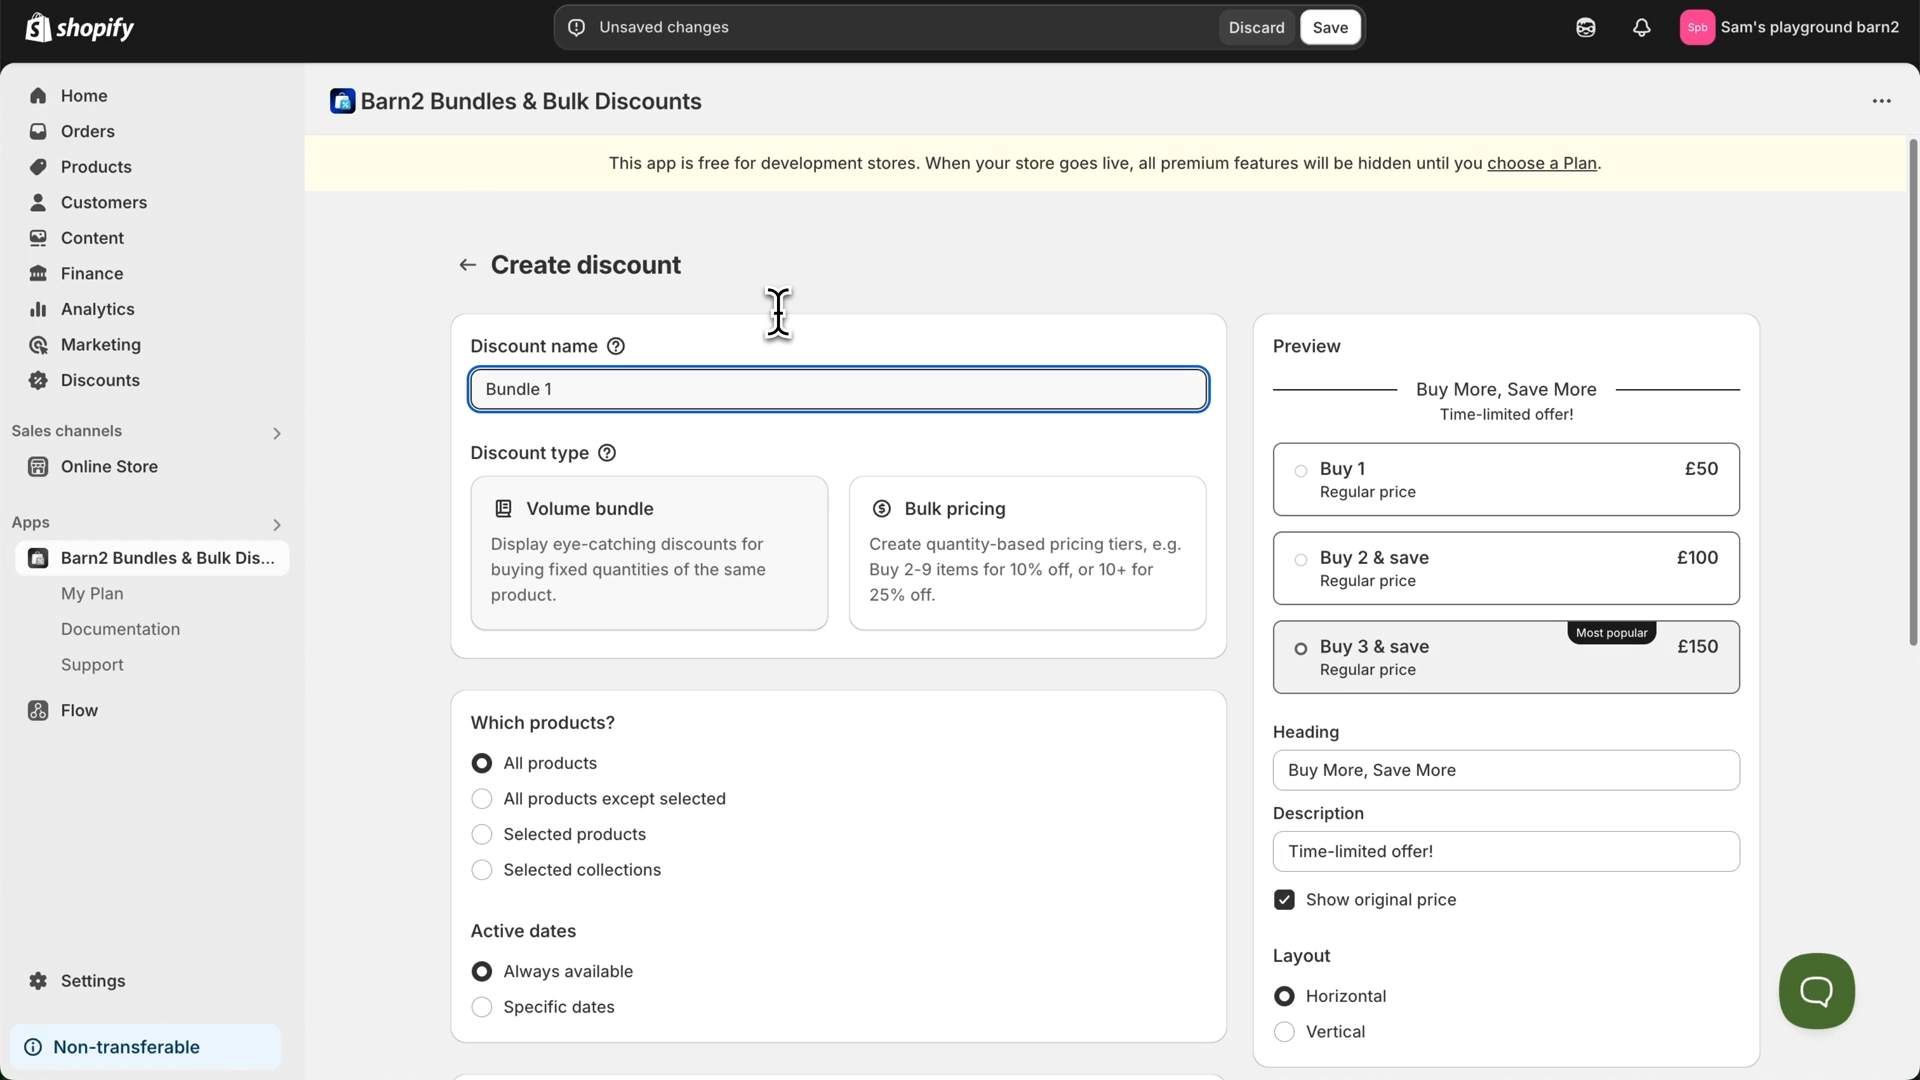 shopify
Unsaved changes
Discard
Save
Spb
Sam's playground barn2
Home
Orders
Products
Customers
Content
Finance
Analytics
Marketing
Discounts
Sales channels
Online Store
Apps
Barn2 Bundles & Bulk Dis...
My Plan
Documentation
Support
Flow
Settings
Non-transferable
Barn2 Bundles & Bulk Discounts
This app is free for development stores. When your store goes live, all premium features will be hidden until you choose a Plan.
Create discount
Discount name
Bundle 1
Discount type
Volume bundle
Display eye-catching discounts for
buying fixed quantities of the same
product.
Bulk pricing
Create quantity-based pricing tiers, e.g.
Buy 2-9 items for 10% off, or 10+ for
25% off.
Which products?
All products
All products except selected
Selected products
Selected collections
Active dates
Always available
Specific dates
Preview
Buy More, Save More
Time-limited offer!
Buy 1 £50
Regular price
Buy 2 & save £100
Regular price
Most popular
Buy 3 & save £150
Regular price
Heading
Buy More, Save More
Description
Time-limited offer!
Show original price
Layout
Horizontal
Vertical